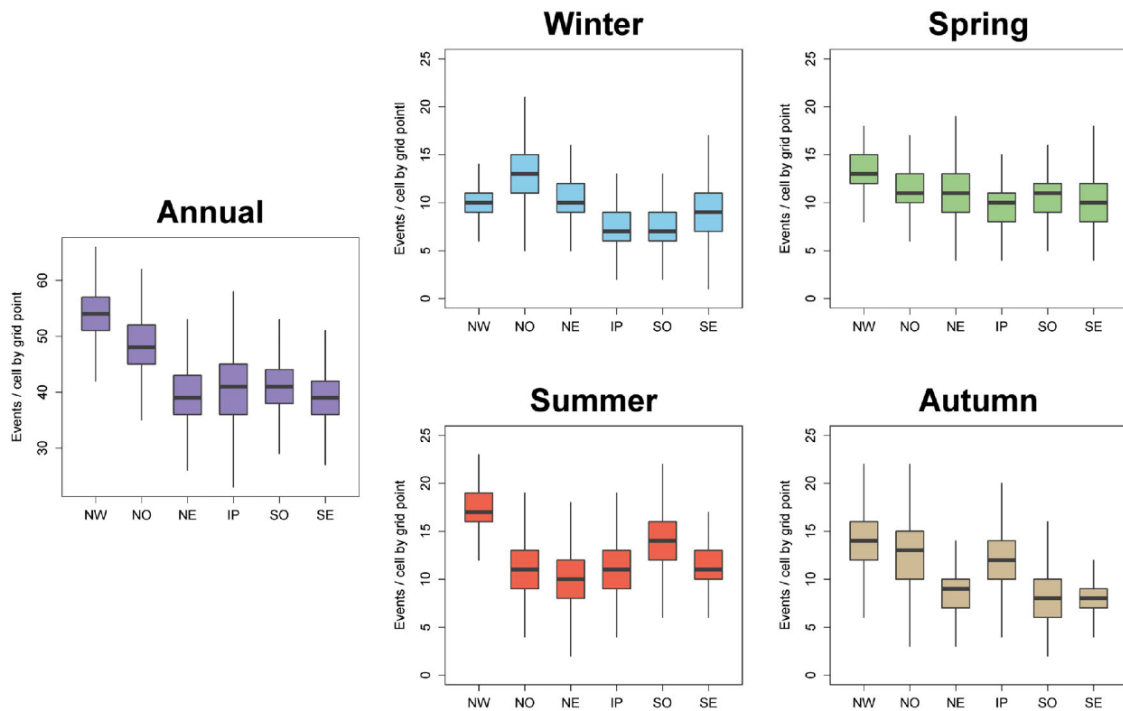 Annual
Events / cell by grid point
60
50
40
30
NW NO NE IP SO SE
Winter
Events / cell by grid pointl
25
20
15
10
5
0
NW NO NE IP SO SE
Spring
Events / cell by grid point
25
20
15
10
5
0
NW NO NE IP SO SE
Summer
Events / cell by grid point
25
20
15
10
5
0
NW NO NE IP SO SE
Autumn
Events / cell by grid point
25
20
15
10
5
0
NW NO NE IP SO SE